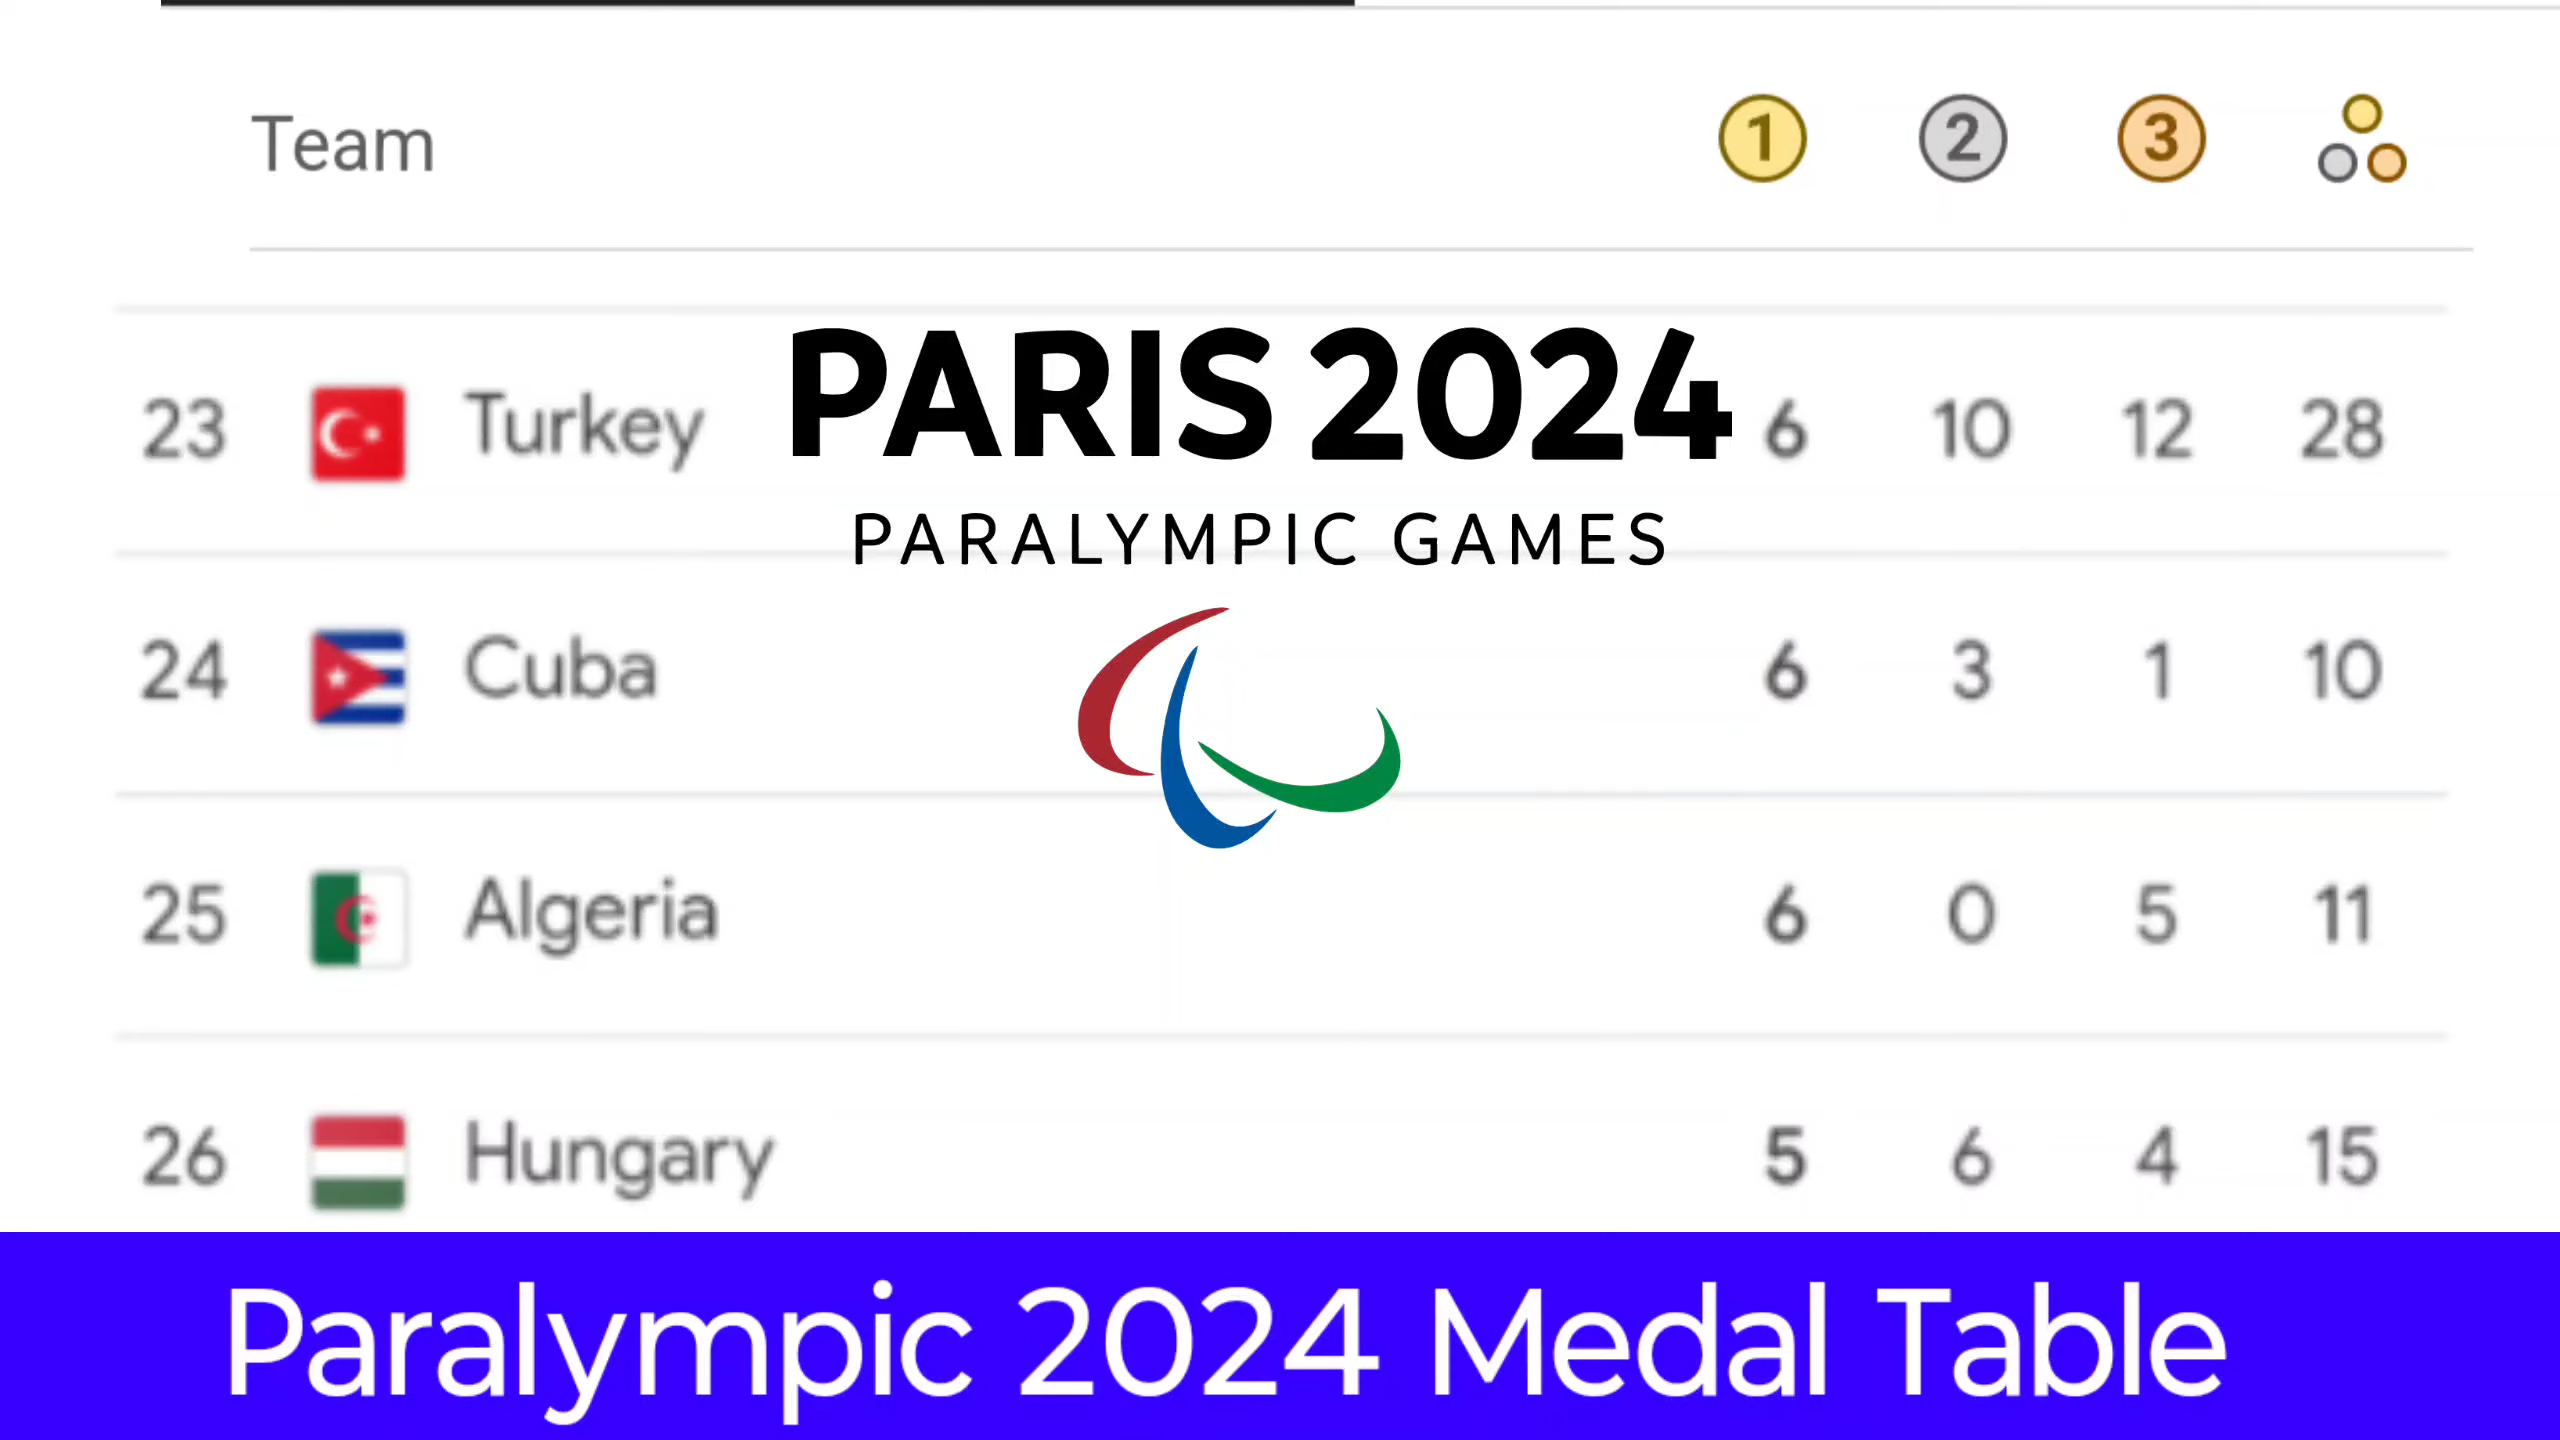 Team 1 2 3
PARIS 2024
23 Turkey 6 10 12 28
PARALYMPIC GAMES
24 Cuba 6 3 1 10
25 Algeria 6 0 5 11
26 Hungary 5 6 4 15
Paralympic 2024 Medal Table